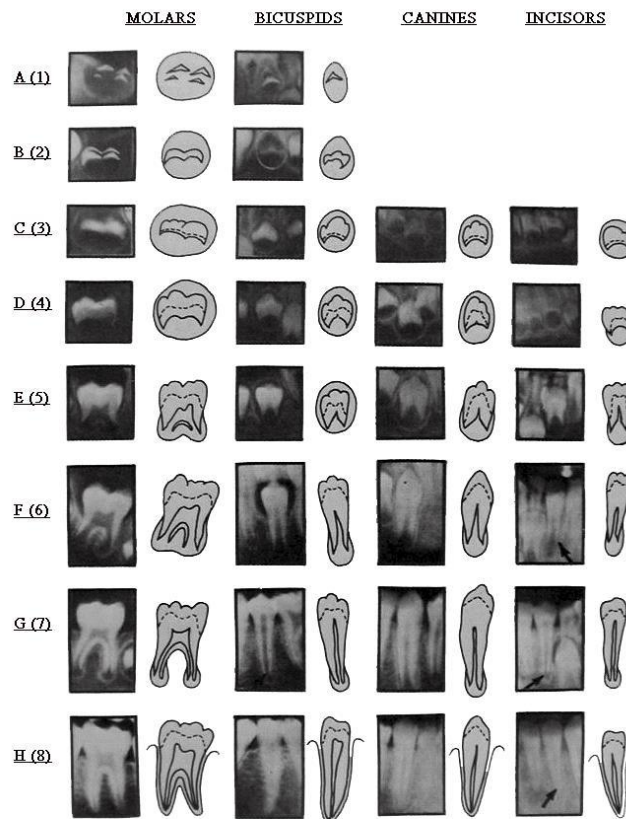 MOLARS BICUSPIDS CANINES INCISORS
A (1)
B (2)
C (3)
D (4)
E (5)
F (6)
G (7)
H (8)